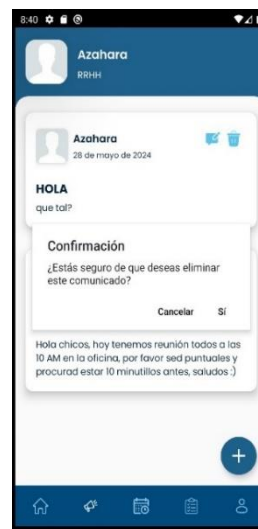 8:40
Azahara
RRHH
Azahara
28 de mayo de 2024
HOLA
que tal?
Confirmación
¿Estás seguro de que deseas eliminar
este comunicado?
Cancelar Sí
Hola chicos, hoy tenemos reunión todos a las
10 AM en la oficina, por favor sed puntuales y
procurad estar 10 minutillos antes, saludos :)
+